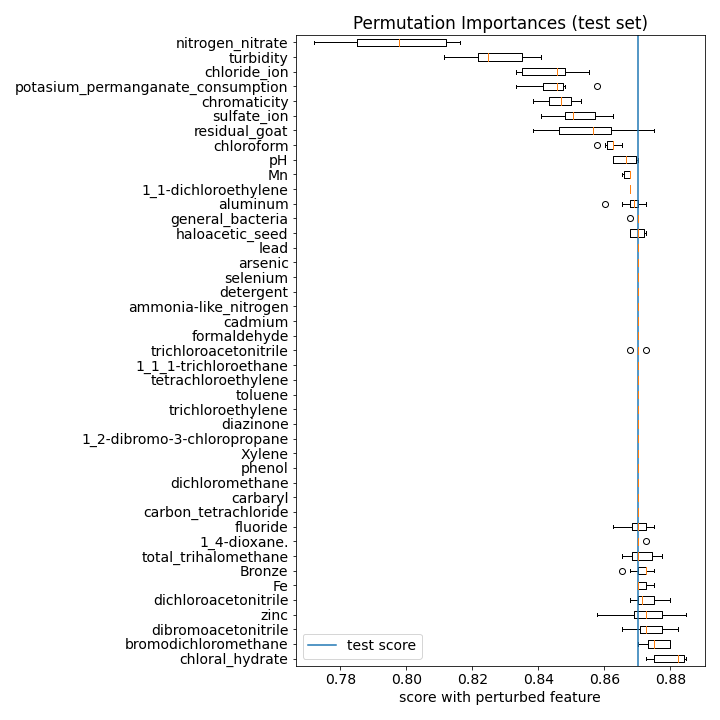 Permutation Importances (test set)
nitrogen_nitrate
turbidity
chloride_ion
potasium_permanganate_consumption
chromaticity
sulfate_ion
residual_goat
chloroform
pH
Mn
1_1-dichloroethylene
aluminum
general_bacteria
haloacetic_seed
lead
arsenic
selenium
detergent
ammonia-like_nitrogen
cadmium
formaldehyde
trichloroacetonitrile
1_1_1-trichloroethane
tetrachloroethylene
toluene
trichloroethylene
diazinone
1_2-dibromo-3-chloropropane
Xylene
phenol
dichloromethane
carbaryl
carbon_tetrachloride
fluoride
1_4-dioxane.
total_trihalomethane
Bronze
Fe
dichloroacetonitrile
zinc
dibromoacetonitrile
bromodichloromethane
chloral_hydrate
test score
0.78 0.80 0.82 0.84 0.86 0.88
score with perturbed feature